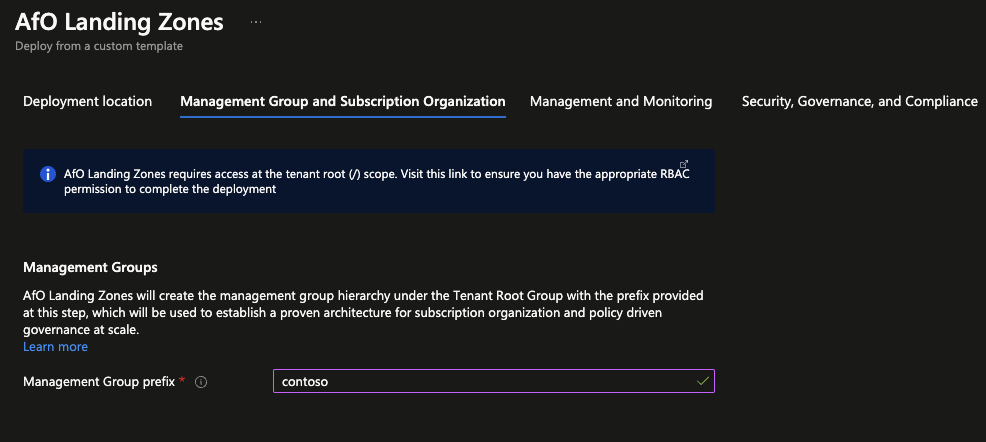 AfO Landing Zones ...
Deploy from a custom template
Deployment location Management Group and Subscription Organization Management and Monitoring Security, Governance, and Compliance
AfO Landing Zones requires access at the tenant root (/) scope. Visit this link to ensure you have the appropriate RBAC
permission to complete the deployment
Management Groups
AfO Landing Zones will create the management group hierarchy under the Tenant Root Group with the prefix provided
at this step, which will be used to establish a proven architecture for subscription organization and policy driven
governance at scale.
Learn more
Management Group prefix * contoso